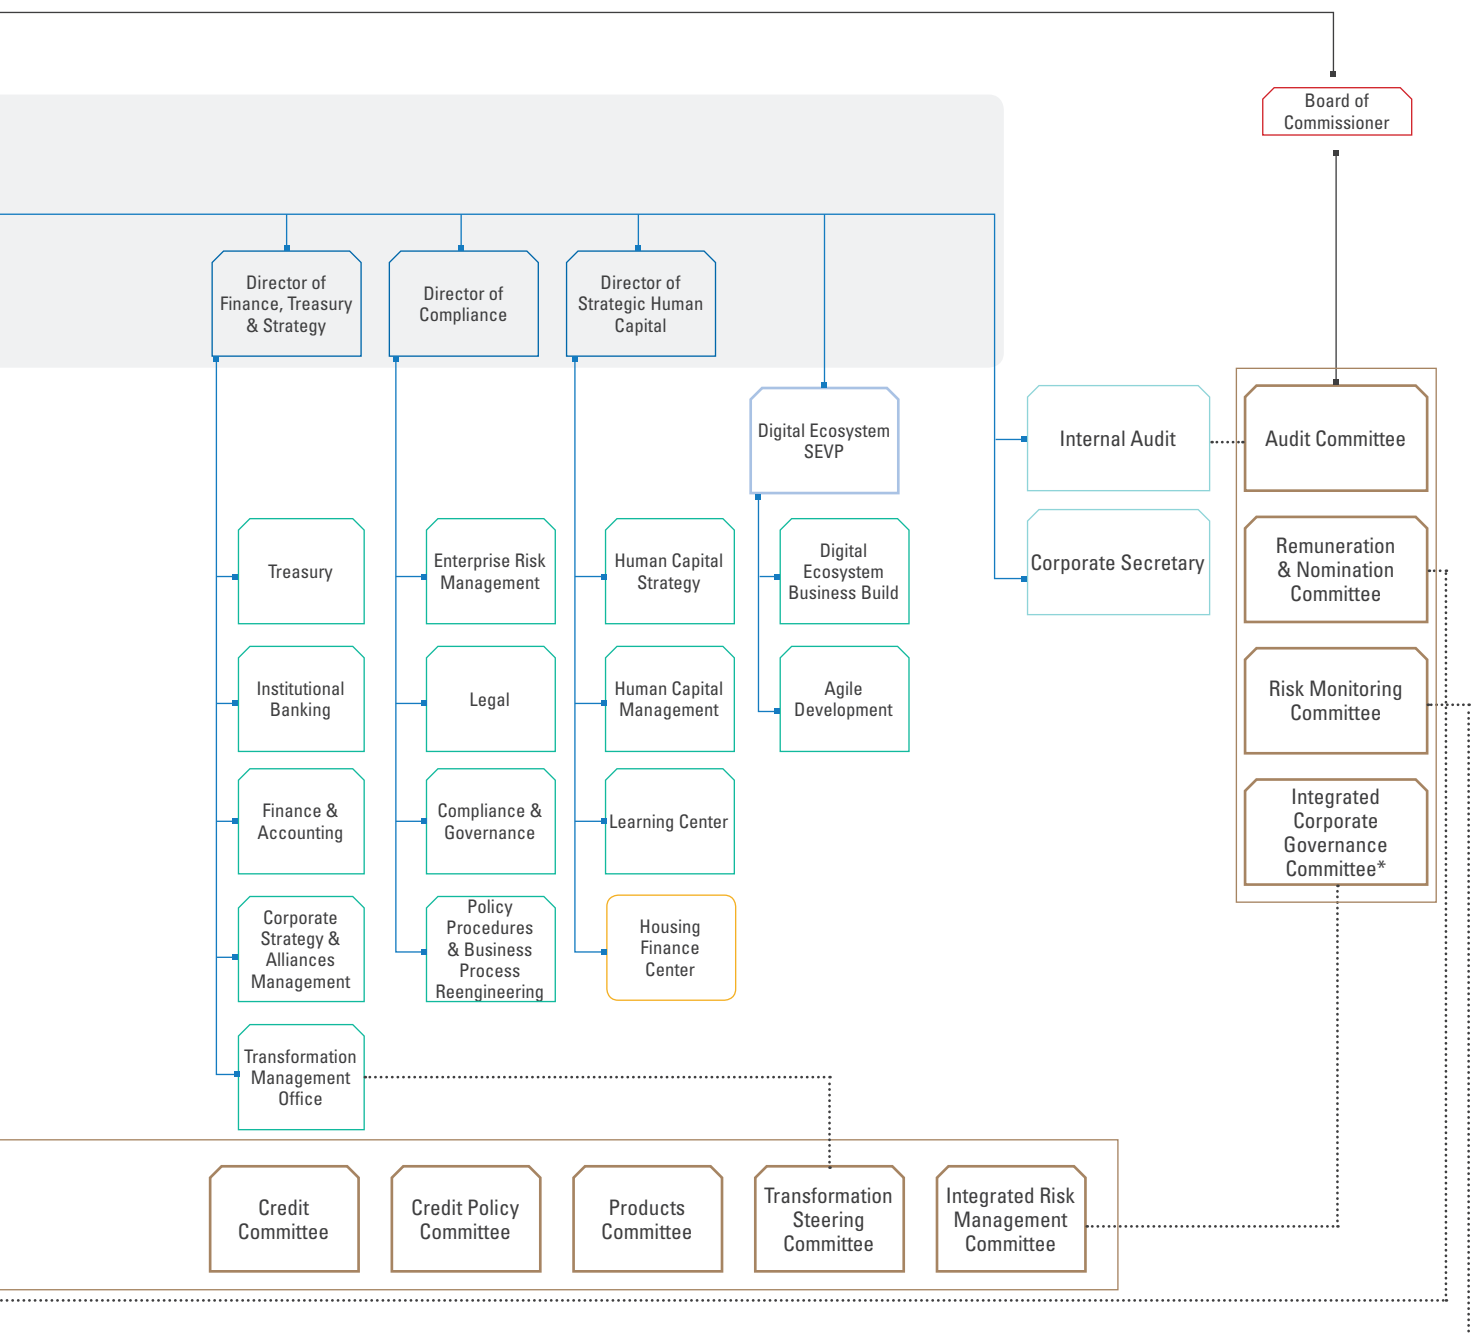 Board of
Commissioner
Director of
Finance, Treasury
& Strategy
Director of
Compliance
Director of
Strategic Human
Capital
Digital Ecosystem
SEVP
Internal Audit
Audit Committee
Treasury
Enterprise Risk
Management
Human Capital
Strategy
Digital
Ecosystem
Business Build
Corporate Secretary
Remuneration
& Nomination
Committee
Institutional
Banking
Legal
Human Capital
Management
Agile
Development
Risk Monitoring
Committee
Finance &
Accounting
Compliance &
Governance
Learning Center
Integrated
Corporate
Governance
Committee*
Corporate
Strategy &
Alliances
Management
Policy
Procedures
& Business
Process
Reengineering
Housing
Finance
Center
Transformation
Management
Office
Credit
Committee
Credit Policy
Committee
Products
Committee
Transformation
Steering
Committee
Integrated Risk
Management
Committee